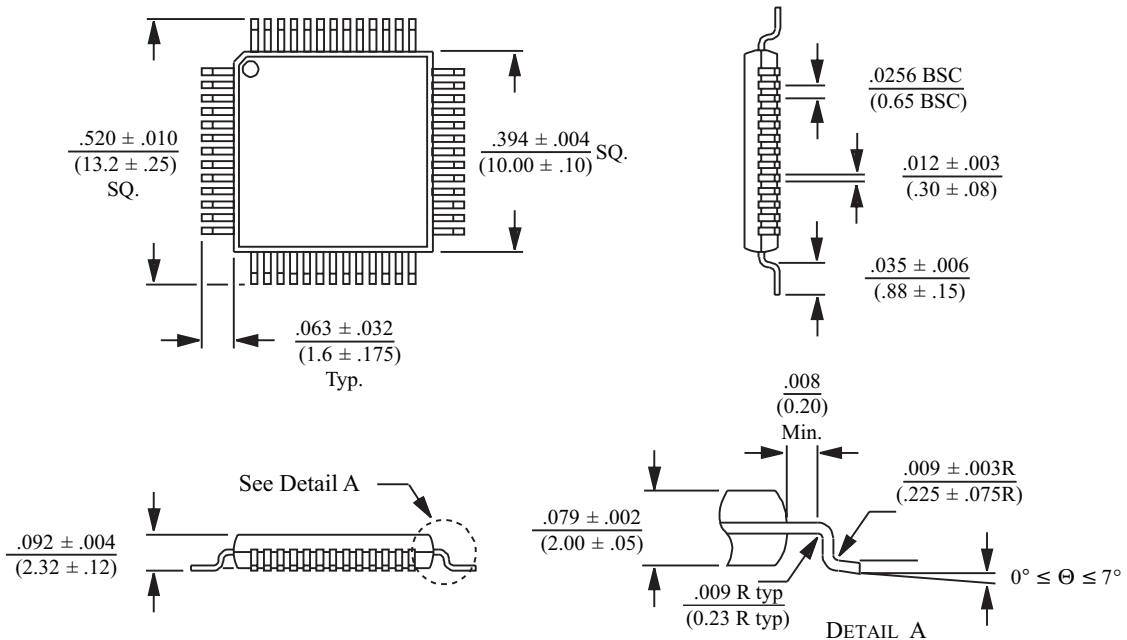 .520 ± .010
(13.2 ± .25)
SQ.
.394 ± .004
(10.00 ± .10)
SQ.
.063 ± .032
(1.6 ± .175)
Typ.
.0256 BSC
(0.65 BSC)
.012 ± .003
(.30 ± .08)
.035 ± .006
(.88 ± .15)
See Detail A
.092 ± .004
(2.32 ± .12)
.008
(0.20)
Min.
.009 ± .003R
(.225 ± .075R)
.079 ± .002
(2.00 ± .05)
.009 R typ
(0.23 R typ)
0° ≤ Θ ≤ 7°
DETAIL A